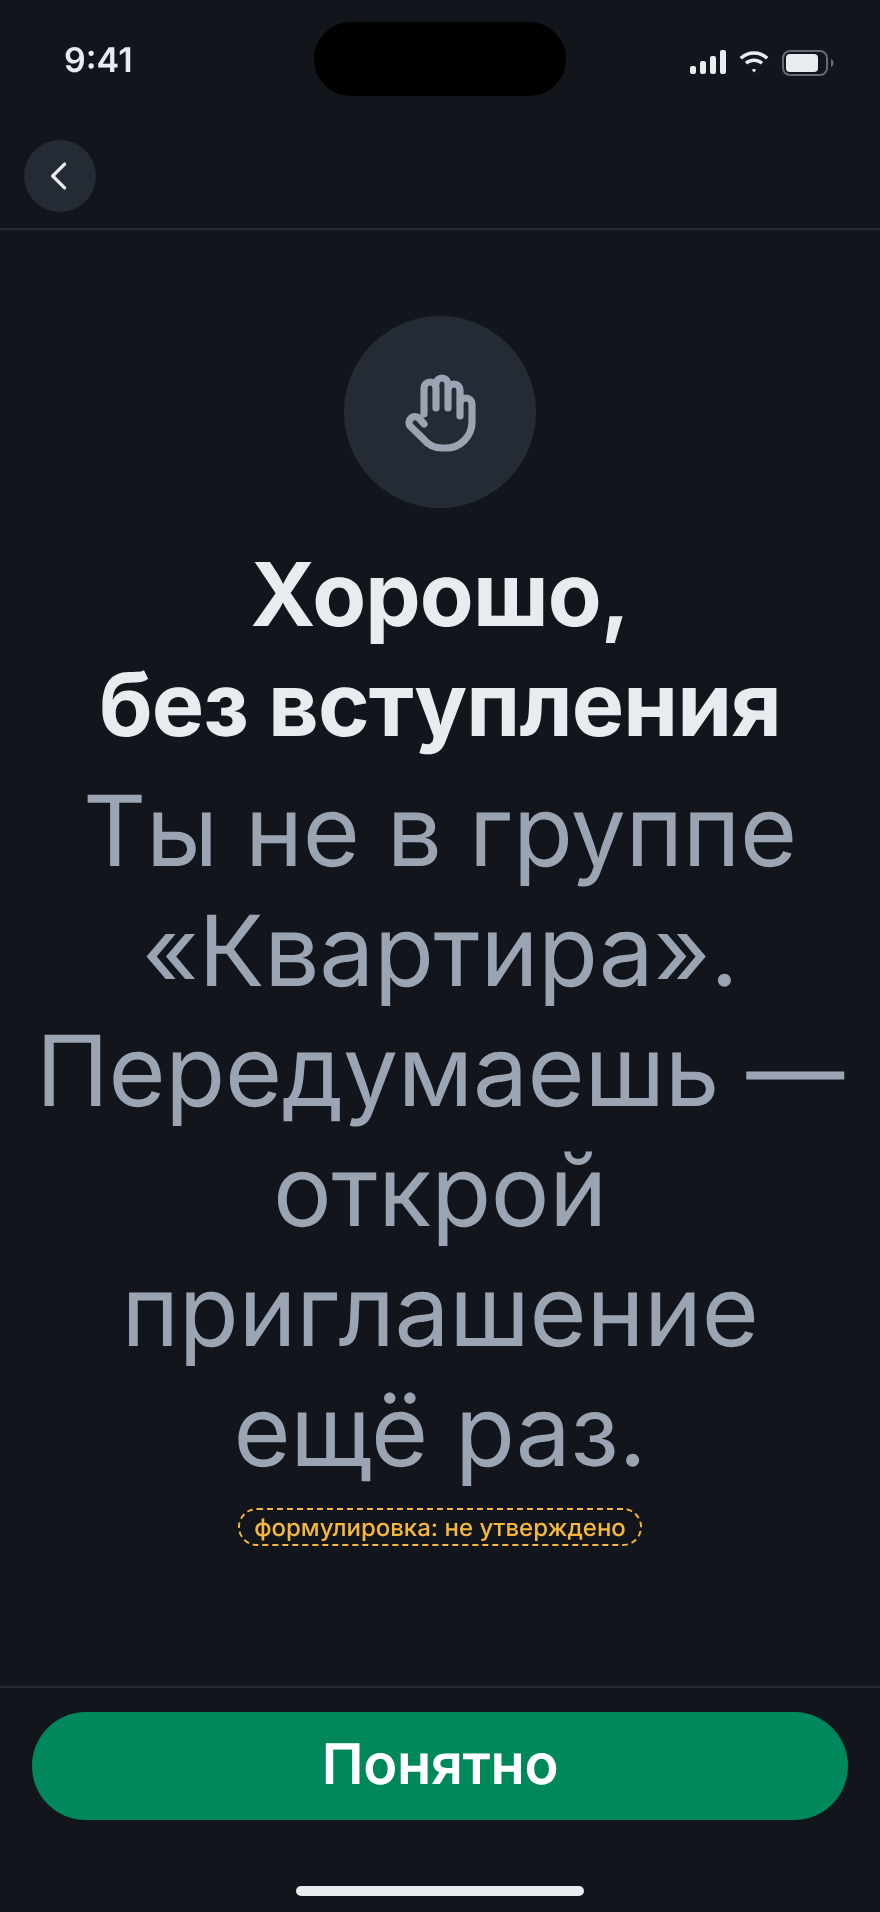 9:41
Хорошо,
без вступления
Ты не в группе
«Квартира».
Передумаешь —
открой
приглашение
ещё раз.
формулировка: не утверждено
Понятно